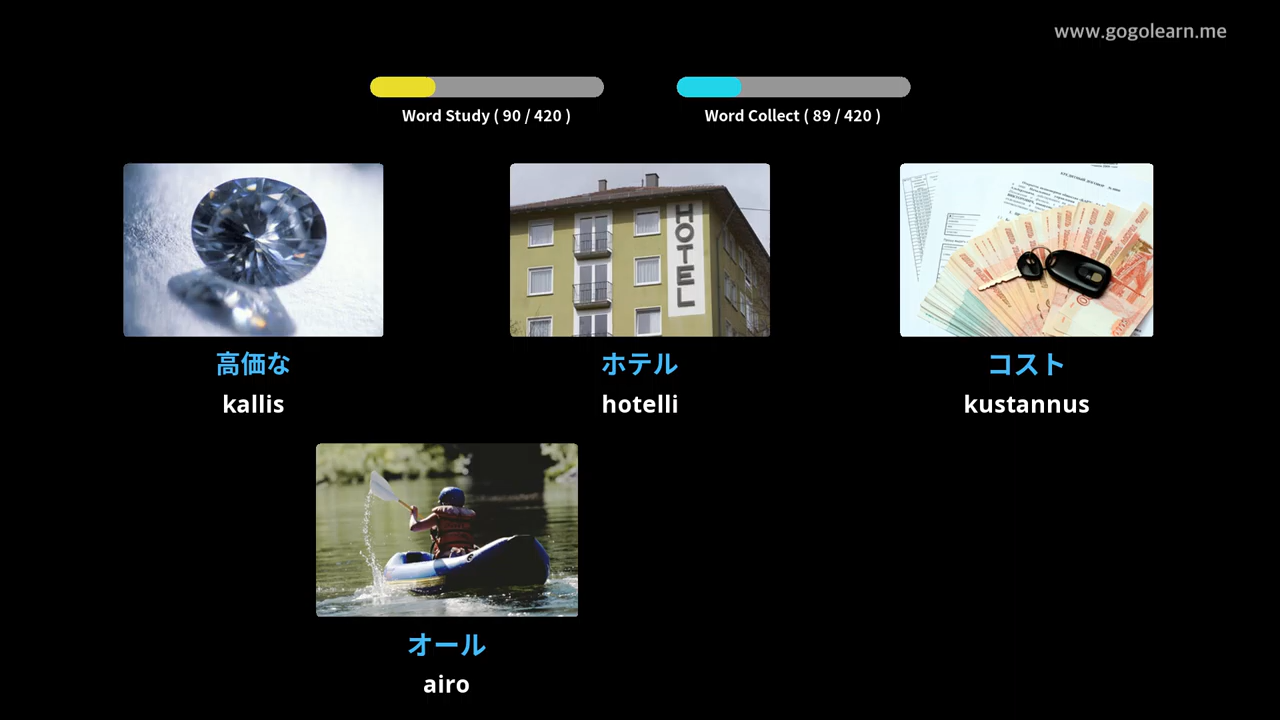 www.gogolearn.me
Word Study ( 90 / 420 )
Word Collect ( 89 / 420 )
HOTEL
高価な
ホテル
コスト
kallis
hotelli
kustannus
オール
airo